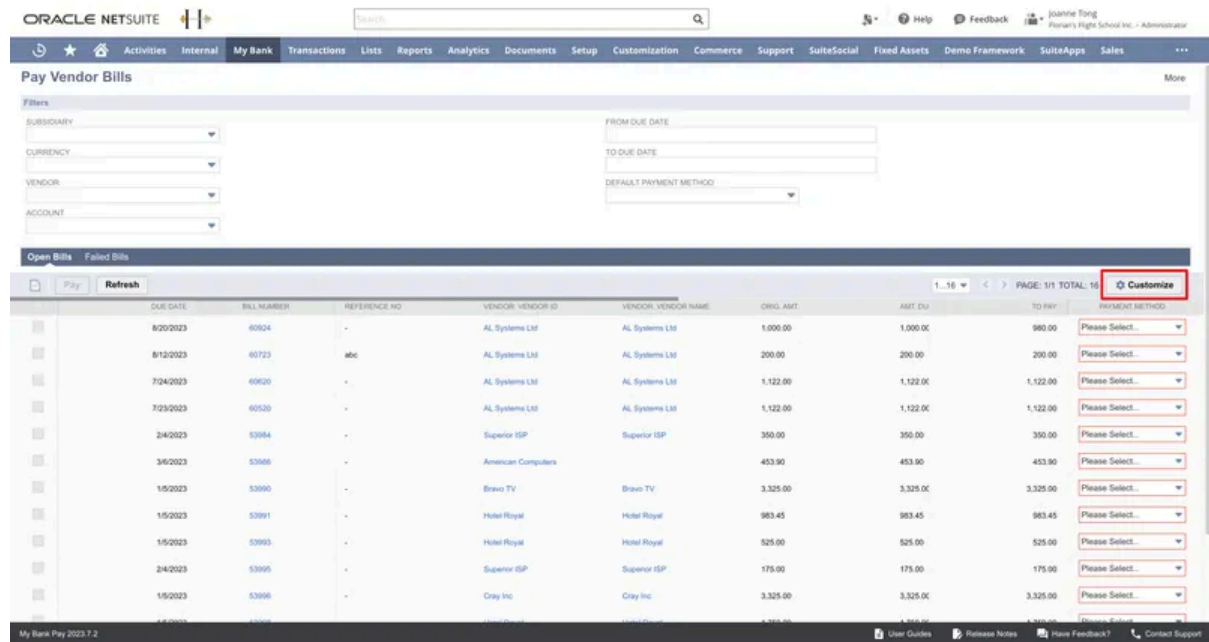 ORACLE NETSUITE Search Help Feedback Joanne Tong
Florian's Flight School Inc. - Administrator
Activities Internal My Bank Transactions Lists Reports Analytics Documents Setup Customization Commerce Support SuiteSocial Fixed Assets Demo Framework SuiteApps Sales ...
Pay Vendor Bills More
Filters
SUBSIDIARY FROM DUE DATE
CURRENCY TO DUE DATE
VENDOR DEFAULT PAYMENT METHOD
ACCOUNT
Open Bills Failed Bills
Pay Refresh 1...16 PAGE: 1/1 TOTAL: 16 Customize
DUE DATE BILL NUMBER REFERENCE NO VENDOR: VENDOR ID VENDOR: VENDOR NAME ORIG. AMT. AMT. DU TO PAY PAYMENT METHOD
8/20/2023 60924 - AL Systems Ltd AL Systems Ltd 1,000.00 1,000.0( 980.00 Please Select...
8/12/2023 60723 abc AL Systems Ltd AL Systems Ltd 200.00 200.00 200.00 Please Select...
7/24/2023 60620 - AL Systems Ltd AL Systems Ltd 1,122.00 1,122.0( 1,122.00 Please Select...
7/23/2023 60520 - AL Systems Ltd AL Systems Ltd 1,122.00 1,122.0( 1,122.00 Please Select...
2/4/2023 53984 - Superior ISP Superior ISP 350.00 350.00 350.00 Please Select...
3/6/2023 53986 - American Computers 453.90 453.90 453.90 Please Select...
1/5/2023 53990 - Bravo TV Bravo TV 3,325.00 3,325.0( 3,325.00 Please Select...
1/5/2023 53991 - Hotel Royal Hotel Royal 983.45 983.45 983.45 Please Select...
1/5/2023 53993 - Hotel Royal Hotel Royal 525.00 525.00 525.00 Please Select...
2/4/2023 53995 - Superior ISP Superior ISP 175.00 175.00 175.00 Please Select...
1/5/2023 53996 - Cray Inc Cray Inc 3,325.00 3,325.0( 3,325.00 Please Select...
My Bank Pay 2023.7.2 User Guides Release Notes Have Feedback? Contact Support